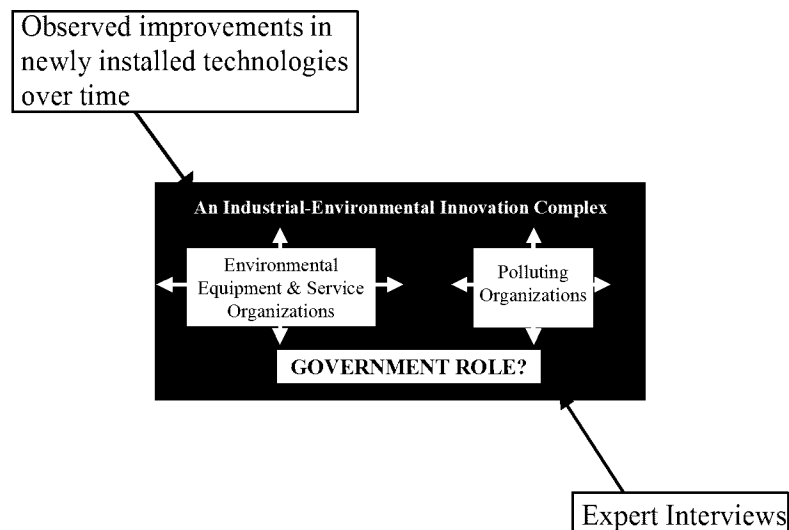 Observed improvements in
newly installed technologies
over time
An Industrial-Environmental Innovation Complex
Environmental
Equipment & Service
Organizations
Polluting
Organizations
GOVERNMENT ROLE?
Expert Interviews